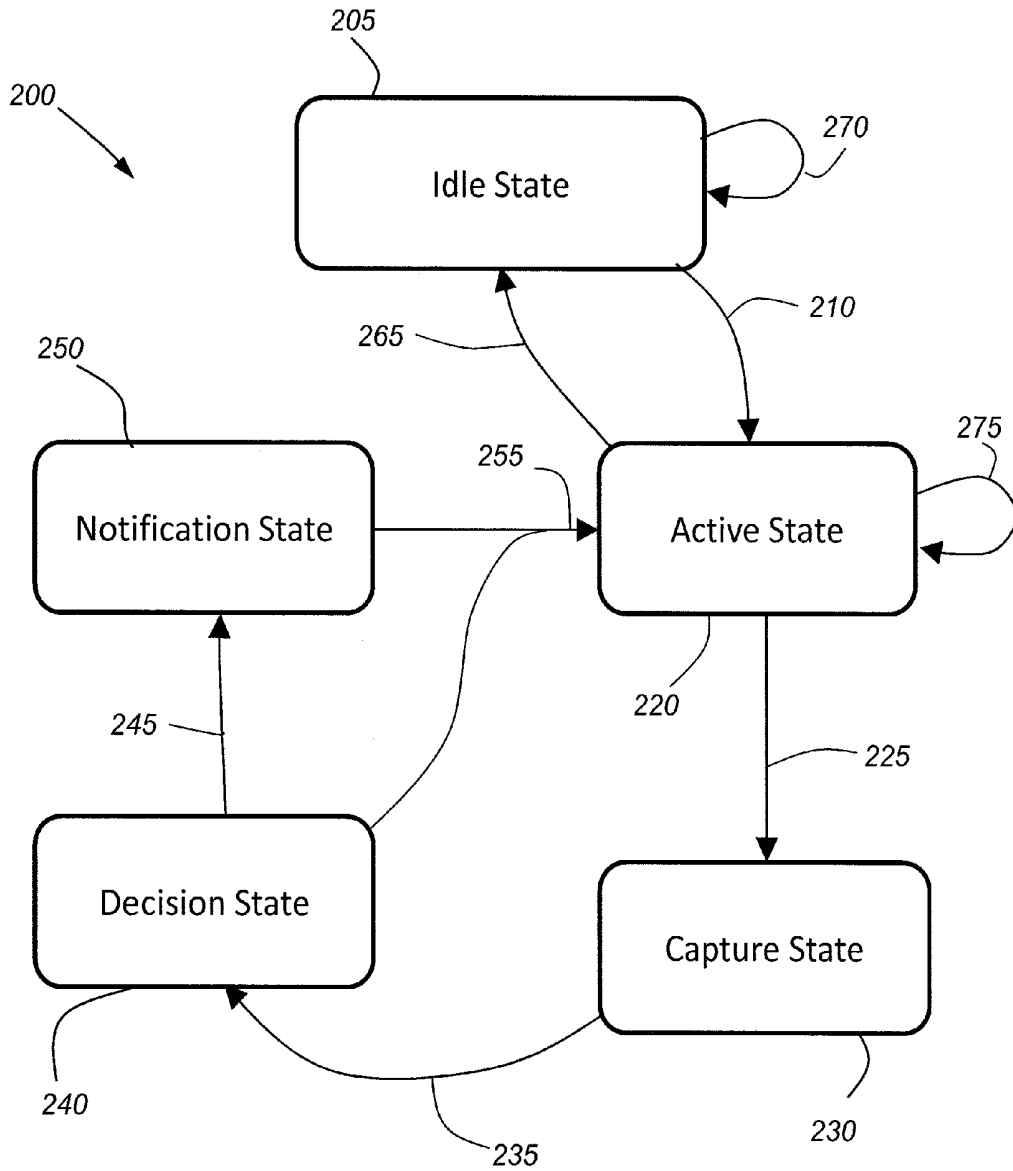 205
200
270
Idle State
210
265
250
275
255
Notification State
Active State
220
245
225
Decision State
Capture State
240
230
235